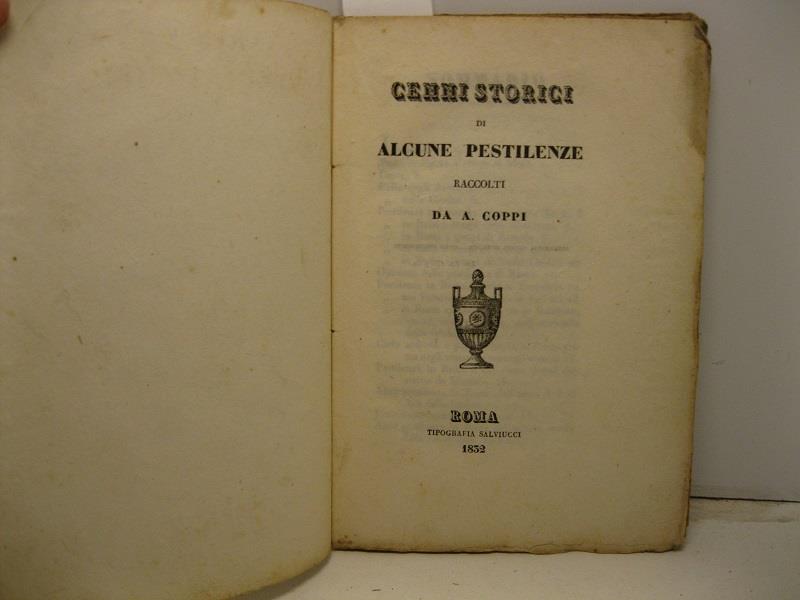 CENNI STORICI
DI
ALCUNE PESTILENZE
RACCOLTI
DA A. COPPI
ROMA
TIPOGRAFIA SALVIUCCI
1832